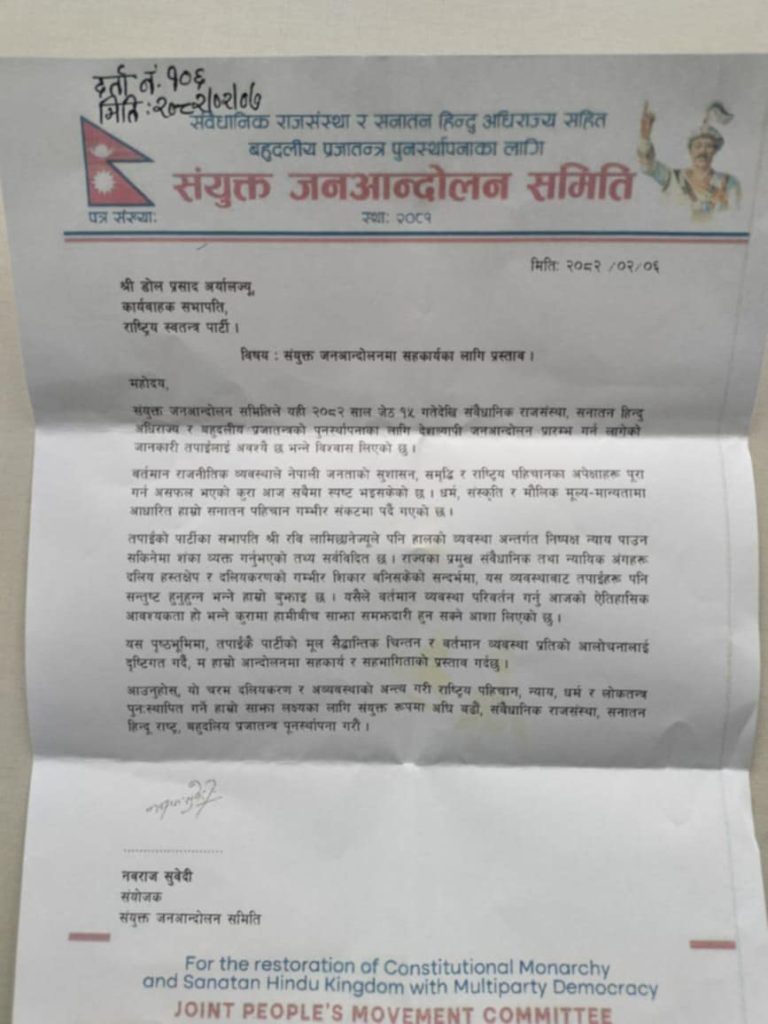 दर्ता नं. १०६
मिति: २०८२/०२/०७
संवैधानिक राजसंस्था र सनातन हिन्दु अधिराज्य सहित
बहुदलीय प्रजातन्त्र पुनर्स्थापनाका लागि
संयुक्त जनआन्दोलन समिति
पत्र संख्या:
स्था: २०८१
मिति: २०८२ /०२/०६
श्री डोल प्रसाद अर्यालज्यू,
कार्यबाहक सभापति,
राष्ट्रिय स्वतन्त्र पार्टी ।
विषय : संयुक्त जनआन्दोलनमा सहकार्यका लागि प्रस्ताव ।
महोदय,
संयुक्त जनआन्दोलन समितिले यही २०८२ साल जेठ १५ गतेदेखि संवैधानिक राजसंस्था, सनातन हिन्दु
अधिराज्य र बहुदलीय प्रजातन्त्रको पुनर्स्थापनाका लागि देशव्यापी जनआन्दोलन प्रारम्भ गर्न लागेको
जानकारी तपाईलाई अवश्यै छ भन्ने विश्वास लिएको छु ।
वर्तमान राजनीतिक व्यवस्थाले नेपाली जनताको सुशासन, समृद्धि र राष्ट्रिय पहिचानका अपेक्षाहरू पूरा
गर्न असफल भएको कुरा आज सबैमा स्पष्ट भइसकेको छ । धर्म, संस्कृति र मौलिक मूल्य-मान्यतामा
आधारित हाम्रो सनातन पहिचान गम्भीर संकटमा पर्दै गएको छ ।
तपाईको पार्टीका सभापति श्री रवि लामिछानेज्यूले पनि हालको व्यवस्था अन्तर्गत निष्पक्ष न्याय पाउन
सकिनेमा शंका व्यक्त गर्नुभएको तथ्य सर्वविदित छ । राज्यका प्रमुख संवैधानिक तथा न्यायिक अंगहरू
दलिय हस्तक्षेप र दलियकरणको गम्भीर शिकार बनिसकेको सन्दर्भमा, यस व्यवस्थाबाट तपाईहरू पनि
सन्तुष्ट हुनुहुन्न भन्ने हाम्रो बुझाइ छ । यसैले वर्तमान व्यवस्था परिवर्तन गर्नु आजको ऐतिहासिक
आवश्यकता हो भन्ने कुरामा हामीबीच साझा समझदारी हुन सक्ने आशा लिएको छु ।
यस पृष्ठभूमिमा, तपाईकै पार्टीको मूल सैद्धान्तिक चिन्तन र वर्तमान व्यवस्था प्रतिको आलोचनालाई
दृष्टिगत गर्दै, म हाम्रो आन्दोलनमा सहकार्य र सहभागिताको प्रस्ताव गर्दछु ।
आउनुहोस्, यो चरम दलियकरण र अव्यवस्थाको अन्त्य गरी राष्ट्रिय पहिचान, न्याय, धर्म र लोकतन्त्र
पुन:स्थापित गर्ने हाम्रो साझा लक्ष्यका लागि संयुक्त रूपमा अघि बढौं, संवैधानिक राजसंस्था, सनातन
हिन्दू राष्ट्र, बहुदलिय प्रजातन्त्र पूनर्स्थापना गरौ ।
नवराज सुवेदी
संयोजक
संयुक्त जनआन्दोलन समिति
For the restoration of Constitutional Monarchy
and Sanatan Hindu Kingdom with Multiparty Democracy
JOINT PEOPLE'S MOVEMENT COMMITTEE